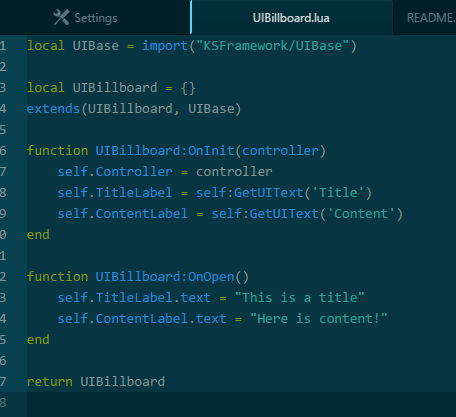 Settings UIBillboard.lua README.
1 local UIBase = import("KSFramework/UIBase")
2
3 local UIBillboard = {}
4 extends(UIBillboard, UIBase)
5
6 function UIBillboard:OnInit(controller)
7     self.Controller = controller
8     self.TitleLabel = self:GetUIText('Title')
9     self.ContentLabel = self:GetUIText('Content')
0 end
1
2 function UIBillboard:OnOpen()
3     self.TitleLabel.text = "This is a title"
4     self.ContentLabel.text = "Here is content!"
5 end
6
7 return UIBillboard
8